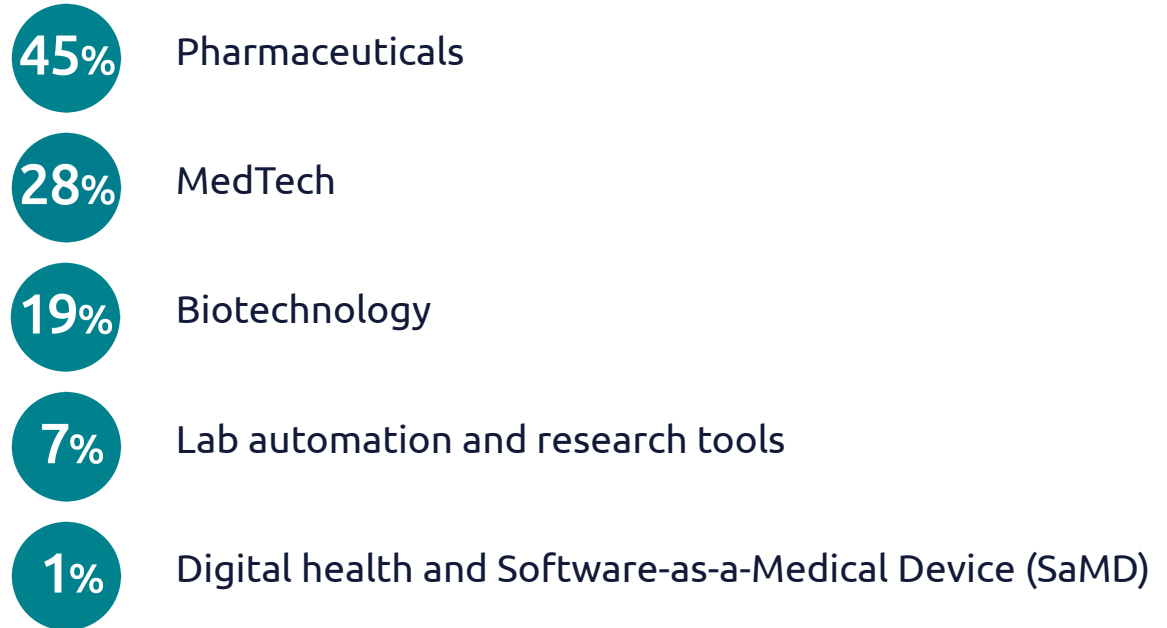 45% Pharmaceuticals
28% MedTech
19% Biotechnology
7% Lab automation and research tools
1% Digital health and Software-as-a-Medical Device (SaMD)